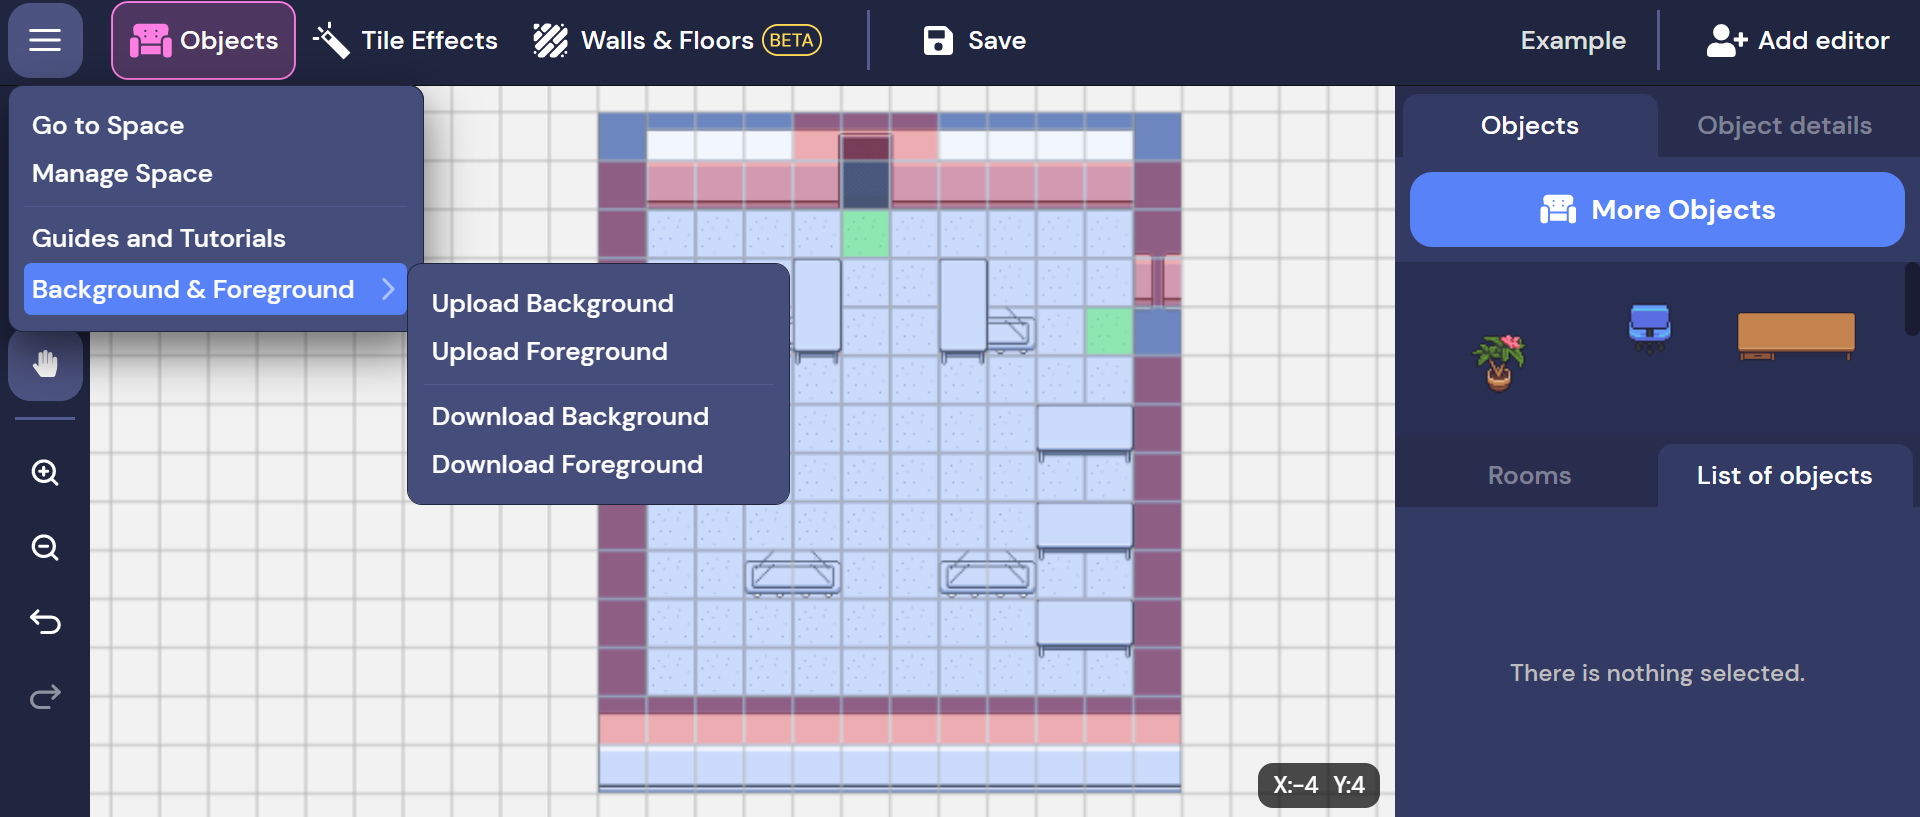 Objects
Tile Effects
Walls & Floors BETA
Save
Example
Add editor
Go to Space
Manage Space
Guides and Tutorials
Background & Foreground
Upload Background
Upload Foreground
Download Background
Download Foreground
Objects
Object details
More Objects
Rooms
List of objects
There is nothing selected.
X:-4 Y:4